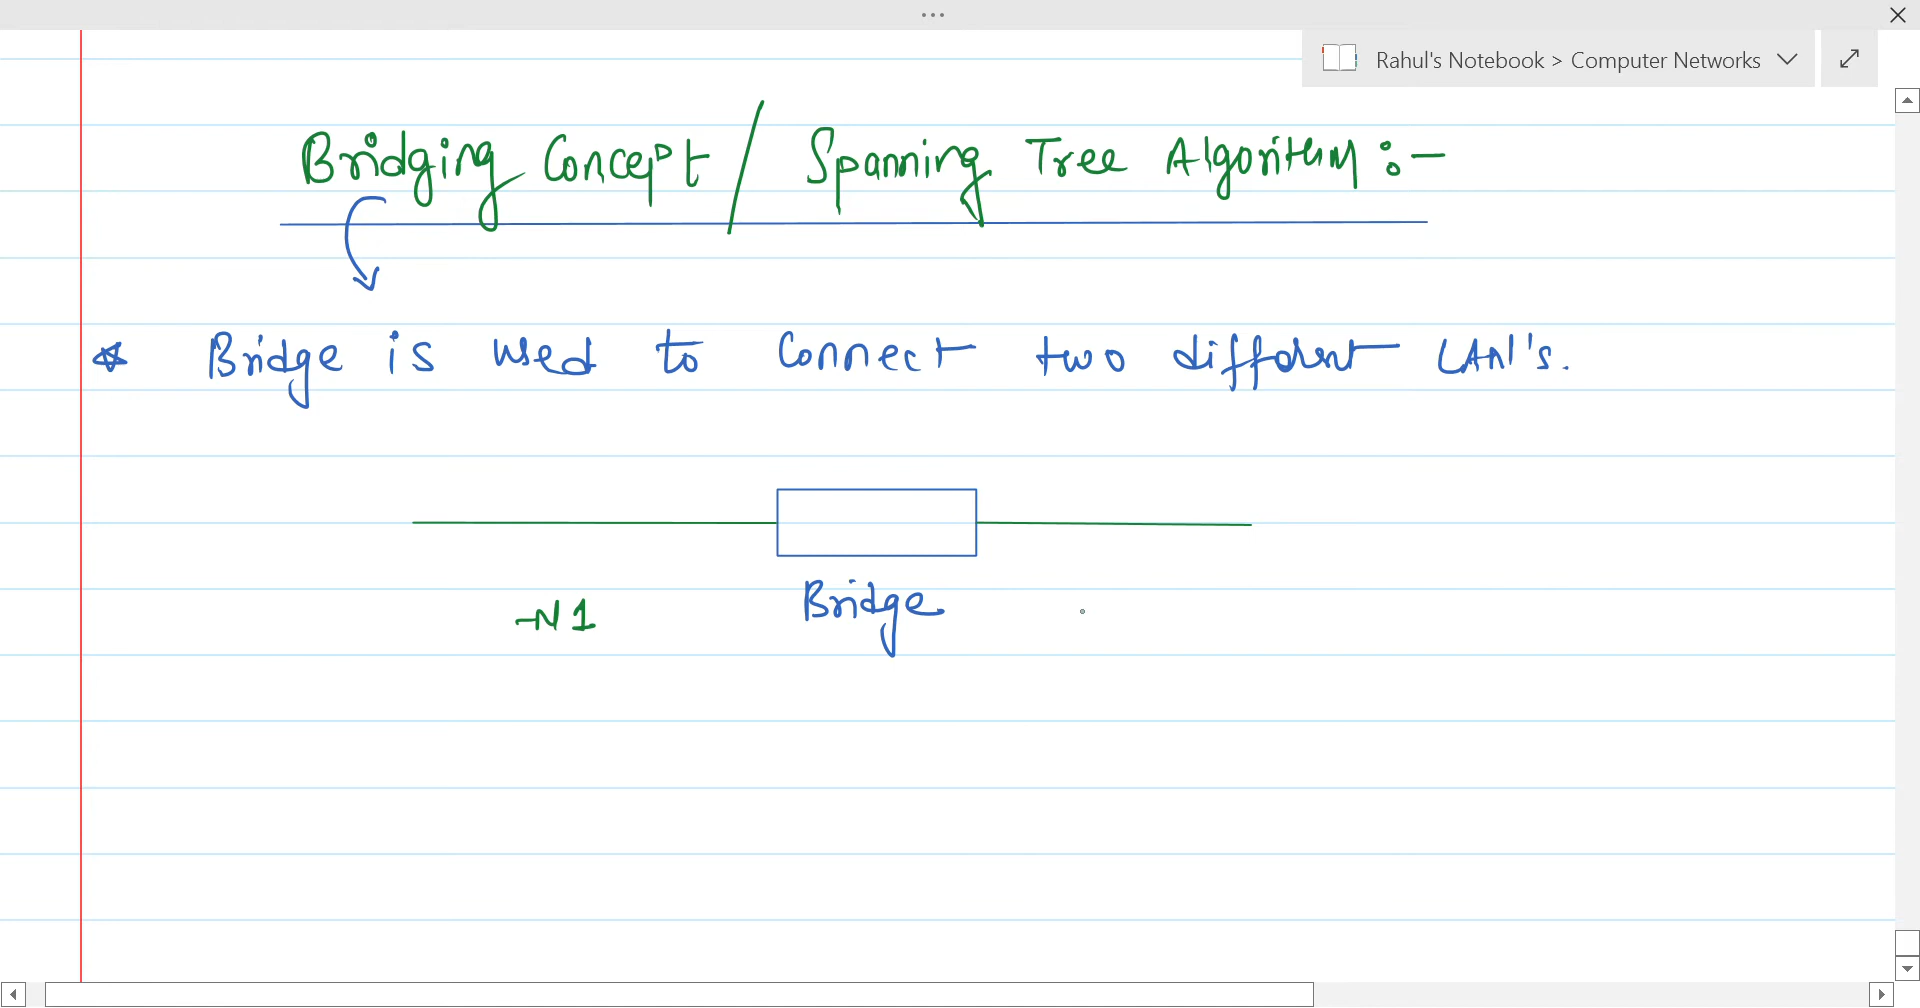 Rahul's Notebook > Computer Networks
Bridging Concept / Spanning Tree Algorithm :-
Bridge is used to Connect two different LAN's.
Bridge
N1